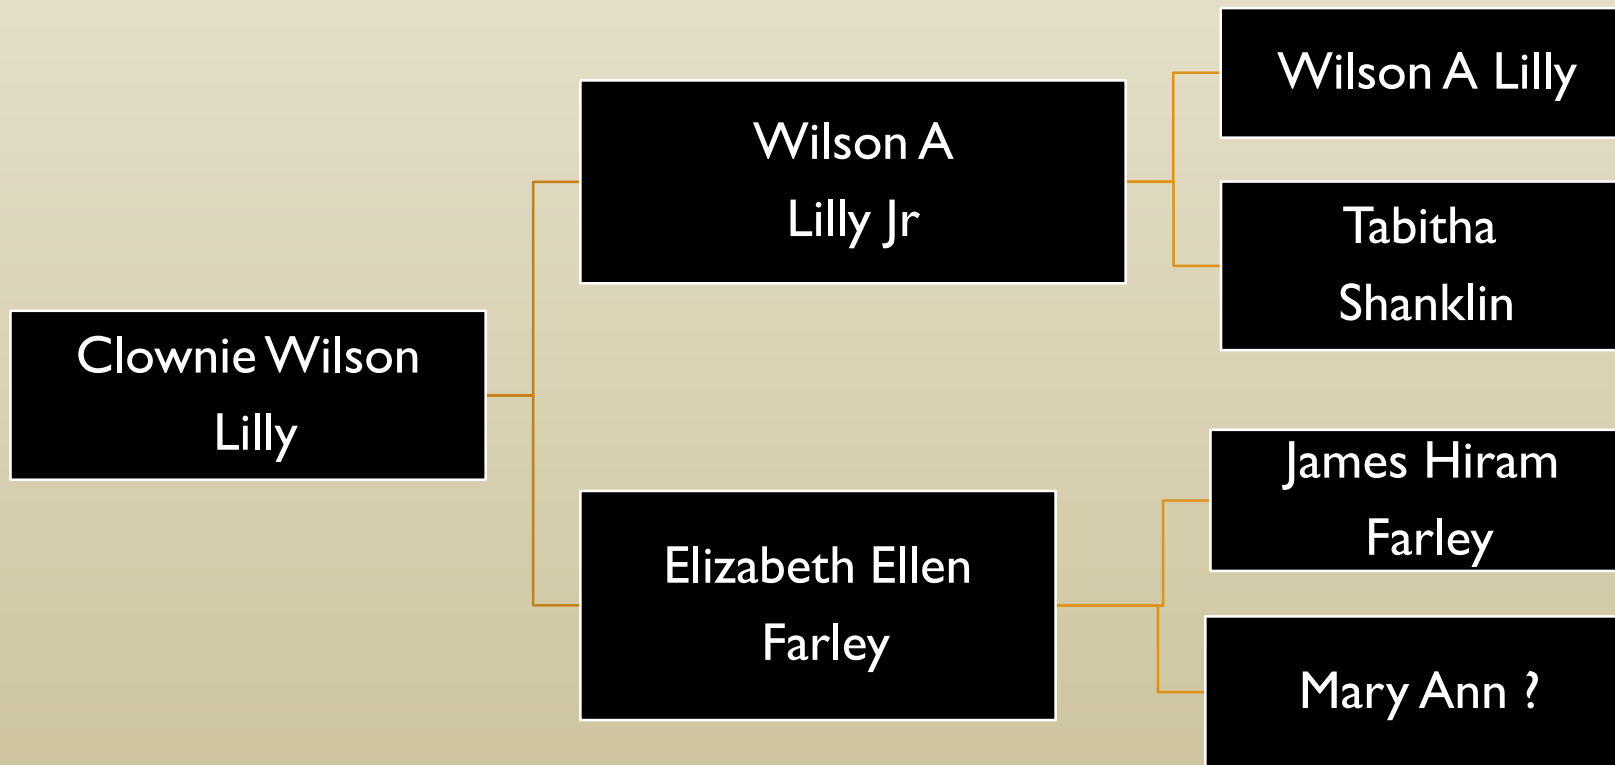 Wilson A Lilly
Wilson A
Lilly Jr
Tabitha
Shanklin
Clownie Wilson
Lilly
James Hiram
Farley
Elizabeth Ellen
Farley
Mary Ann ?